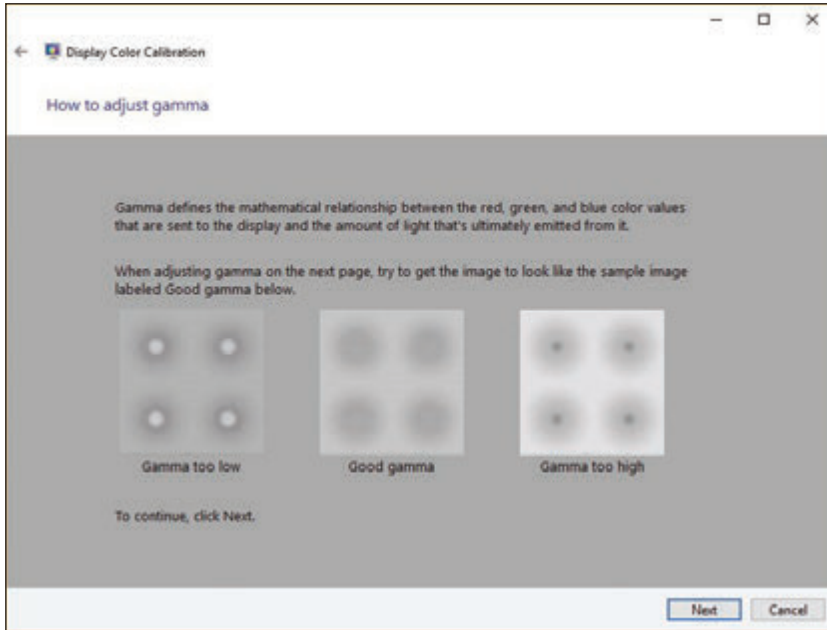 Display Color Calibration
How to adjust gamma
Gamma defines the mathematical relationship between the red, green, and blue color values
that are sent to the display and the amount of light that's ultimately emitted from it.
When adjusting gamma on the next page, try to get the image to look like the sample image
labeled Good gamma below.
Gamma too low
Good gamma
Gamma too high
To continue, click Next.
Next
Cancel